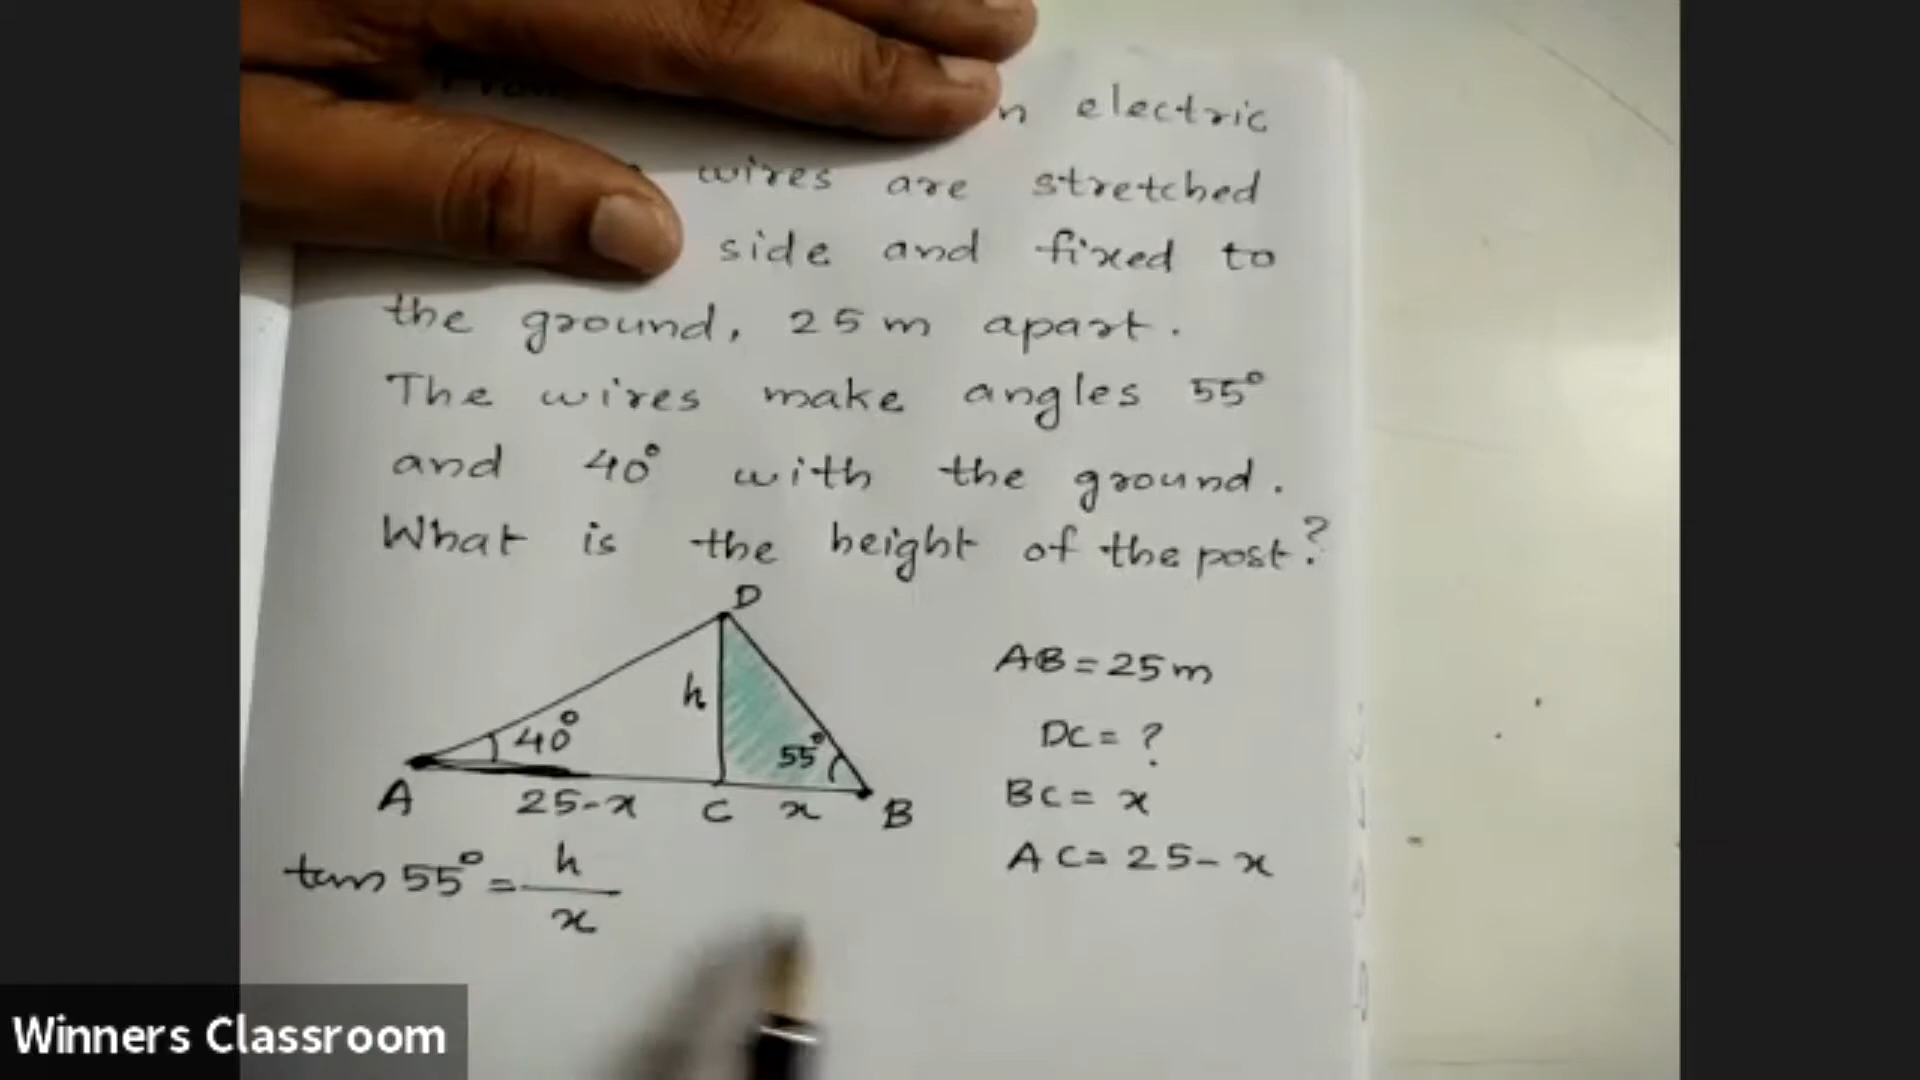 n electric
wires are stretched
side and fixed to
the ground, 25m apart.
The wires make angles 55°
and 40° with the ground.
What is the height of the post?
D
h
40°
55°
A 25-x C x B
AB = 25m
DC = ?
BC = x
AC = 25-x
tan 55° = h/x
Winners Classroom